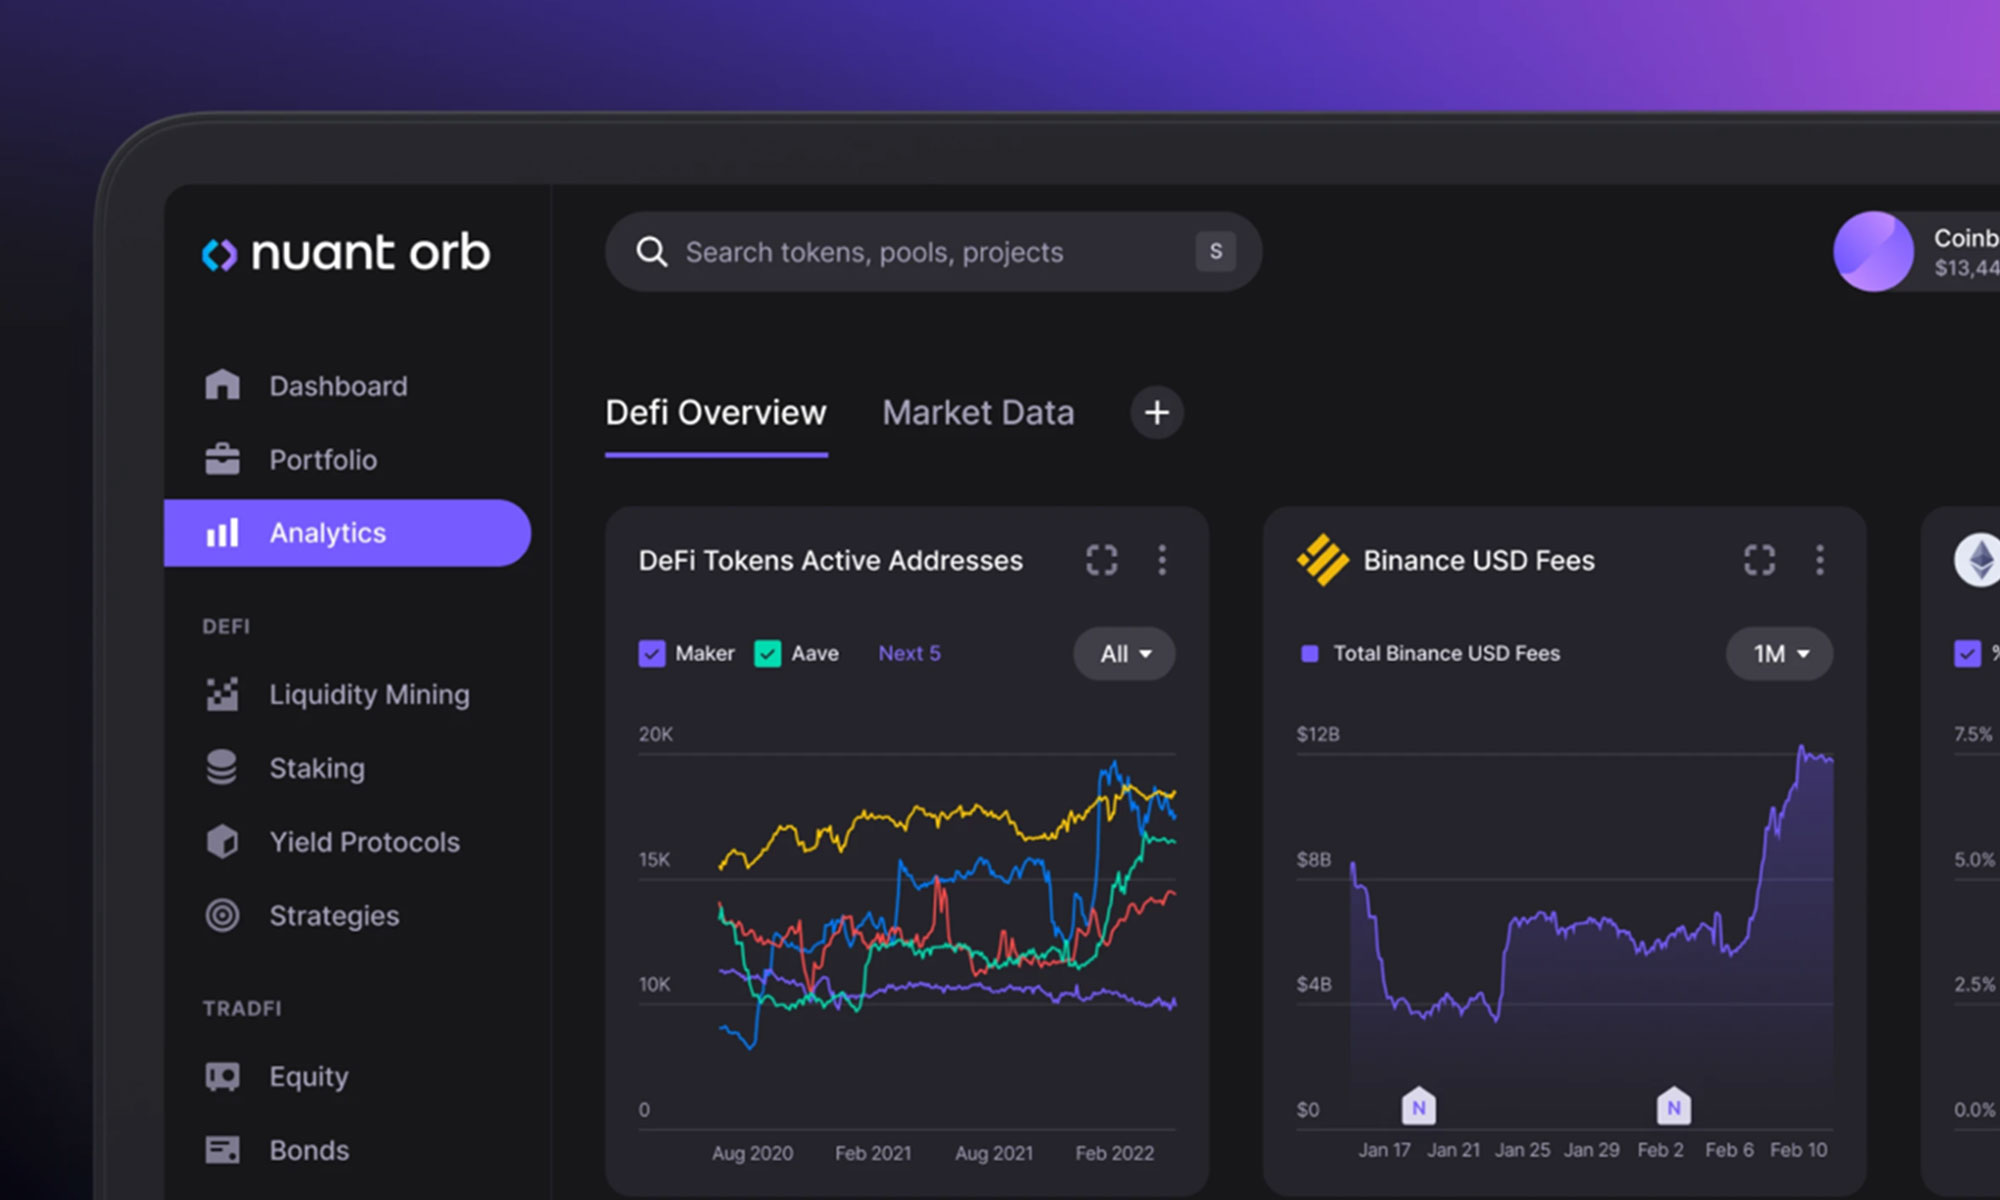 nuant orb
Search tokens, pools, projects
S
Coinb
$13,44
Dashboard
Portfolio
Analytics
DEFI
Liquidity Mining
Staking
Yield Protocols
Strategies
TRADFI
Equity
Bonds
Defi Overview
Market Data
+
DeFi Tokens Active Addresses
Maker
Aave
Next 5
All
20K
15K
10K
0
Aug 2020
Feb 2021
Aug 2021
Feb 2022
Binance USD Fees
Total Binance USD Fees
1M
$12B
$8B
$4B
$0
N
N
Jan 17
Jan 21
Jan 25
Jan 29
Feb 2
Feb 6
Feb 10
%
7.5%
5.0%
2.5%
0.0%